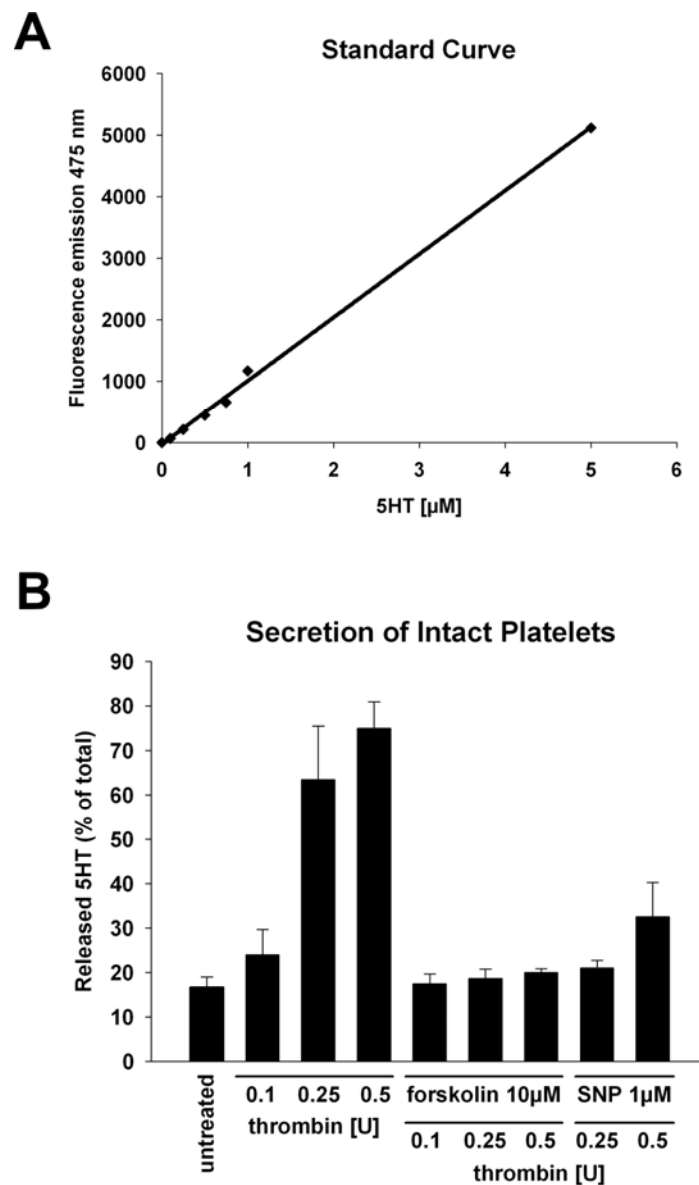 A
Standard Curve
6000
5000
4000
3000
2000
1000
0
Fluorescence emission 475 nm
0 1 2 3 4 5 6
5HT [µM]
B
Secretion of Intact Platelets
90
80
70
60
50
40
30
20
10
0
Released 5HT (% of total)
untreated
0.1 0.25 0.5 forskolin 10µM SNP 1µM
thrombin [U] 0.1 0.25 0.5 0.25 0.5
thrombin [U]